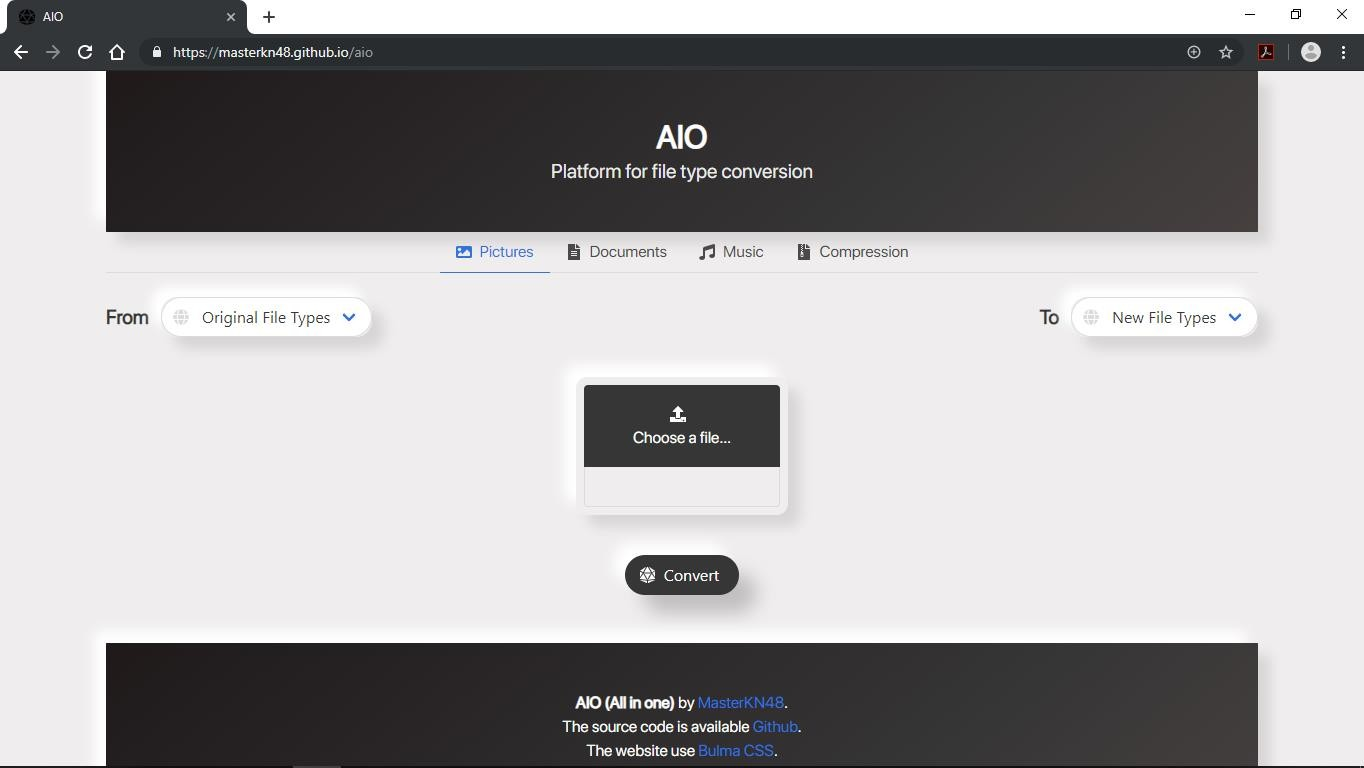 AIO
https://masterkn48.github.io/aio
AIO
Platform for file type conversion
Pictures Documents Music Compression
From Original File Types To New File Types
Choose a file...
Convert
AIO (All in one) by MasterKN48.
The source code is available Github.
The website use Bulma CSS.